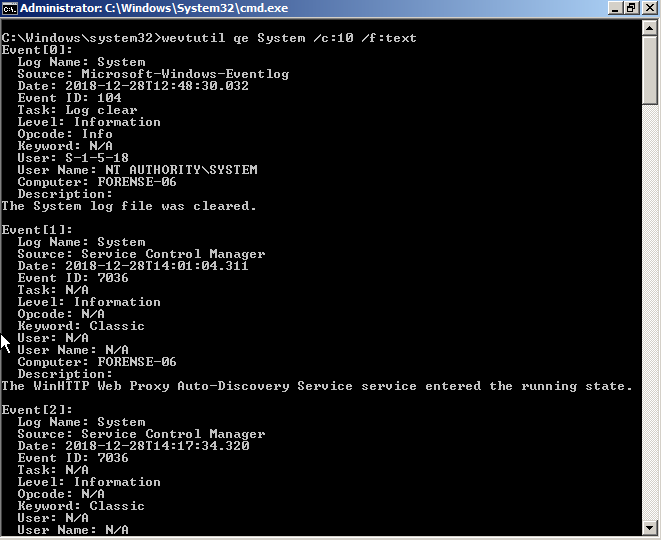 Administrator: C:\Windows\System32\cmd.exe
C:\Windows\system32>wevtutil qe System /c:10 /f:text
Event[0]:
  Log Name: System
  Source: Microsoft-Windows-Eventlog
  Date: 2018-12-28T12:48:30.032
  Event ID: 104
  Task: Log clear
  Level: Information
  Opcode: Info
  Keyword: N/A
  User: S-1-5-18
  User Name: NT AUTHORITY\SYSTEM
  Computer: FORENSE-06
  Description:
The System log file was cleared.

Event[1]:
  Log Name: System
  Source: Service Control Manager
  Date: 2018-12-28T14:01:04.311
  Event ID: 7036
  Task: N/A
  Level: Information
  Opcode: N/A
  Keyword: Classic
  User: N/A
  User Name: N/A
  Computer: FORENSE-06
  Description:
The WinHTTP Web Proxy Auto-Discovery Service service entered the running state.

Event[2]:
  Log Name: System
  Source: Service Control Manager
  Date: 2018-12-28T14:17:34.320
  Event ID: 7036
  Task: N/A
  Level: Information
  Opcode: N/A
  Keyword: Classic
  User: N/A
  User Name: N/A